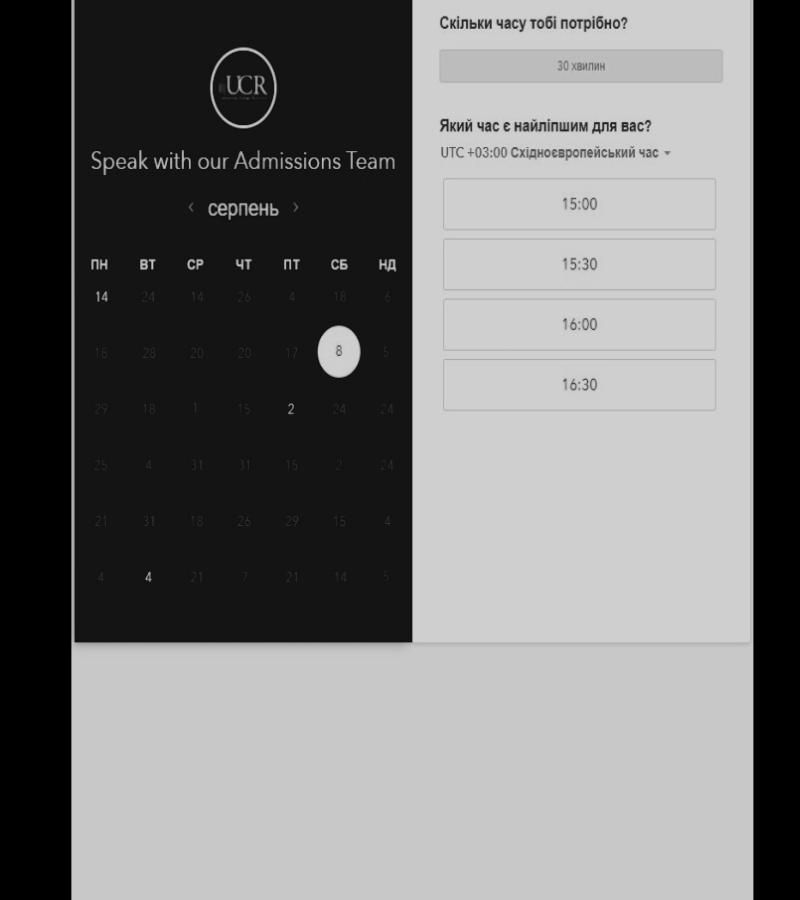 UCR
Speak with our Admissions Team
‹ серпень ›
ПН ВТ СР ЧТ ПТ СБ НД
14 24 14 26 4 18 6
16 28 20 20 17 8 5
29 18 1 15 2 24 24
25 4 31 31 15 2 24
21 31 18 26 29 15 4
4 4 21 7 21 14 5
Скільки часу тобі потрібно?
30 хвилин
Який час є найліпшим для вас?
UTC +03:00 Східноєвропейський час
15:00
15:30
16:00
16:30